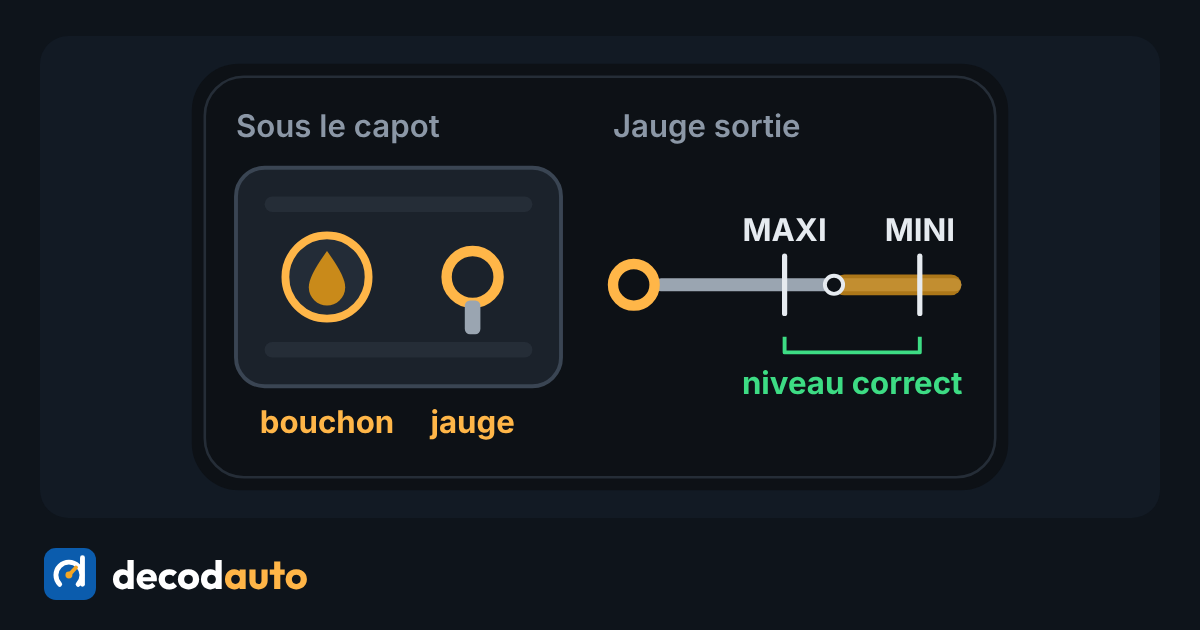 Sous le capot
Jauge sortie
MAXI
MINI
niveau correct
bouchon
jauge
decodauto